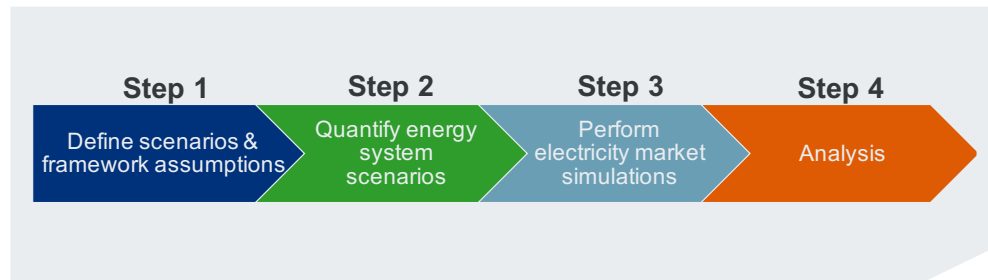 Step 1
Step 2
Step 3
Step 4
Define scenarios &
framework assumptions
Quantify energy
system
scenarios
Perform
electricity market
simulations
Analysis